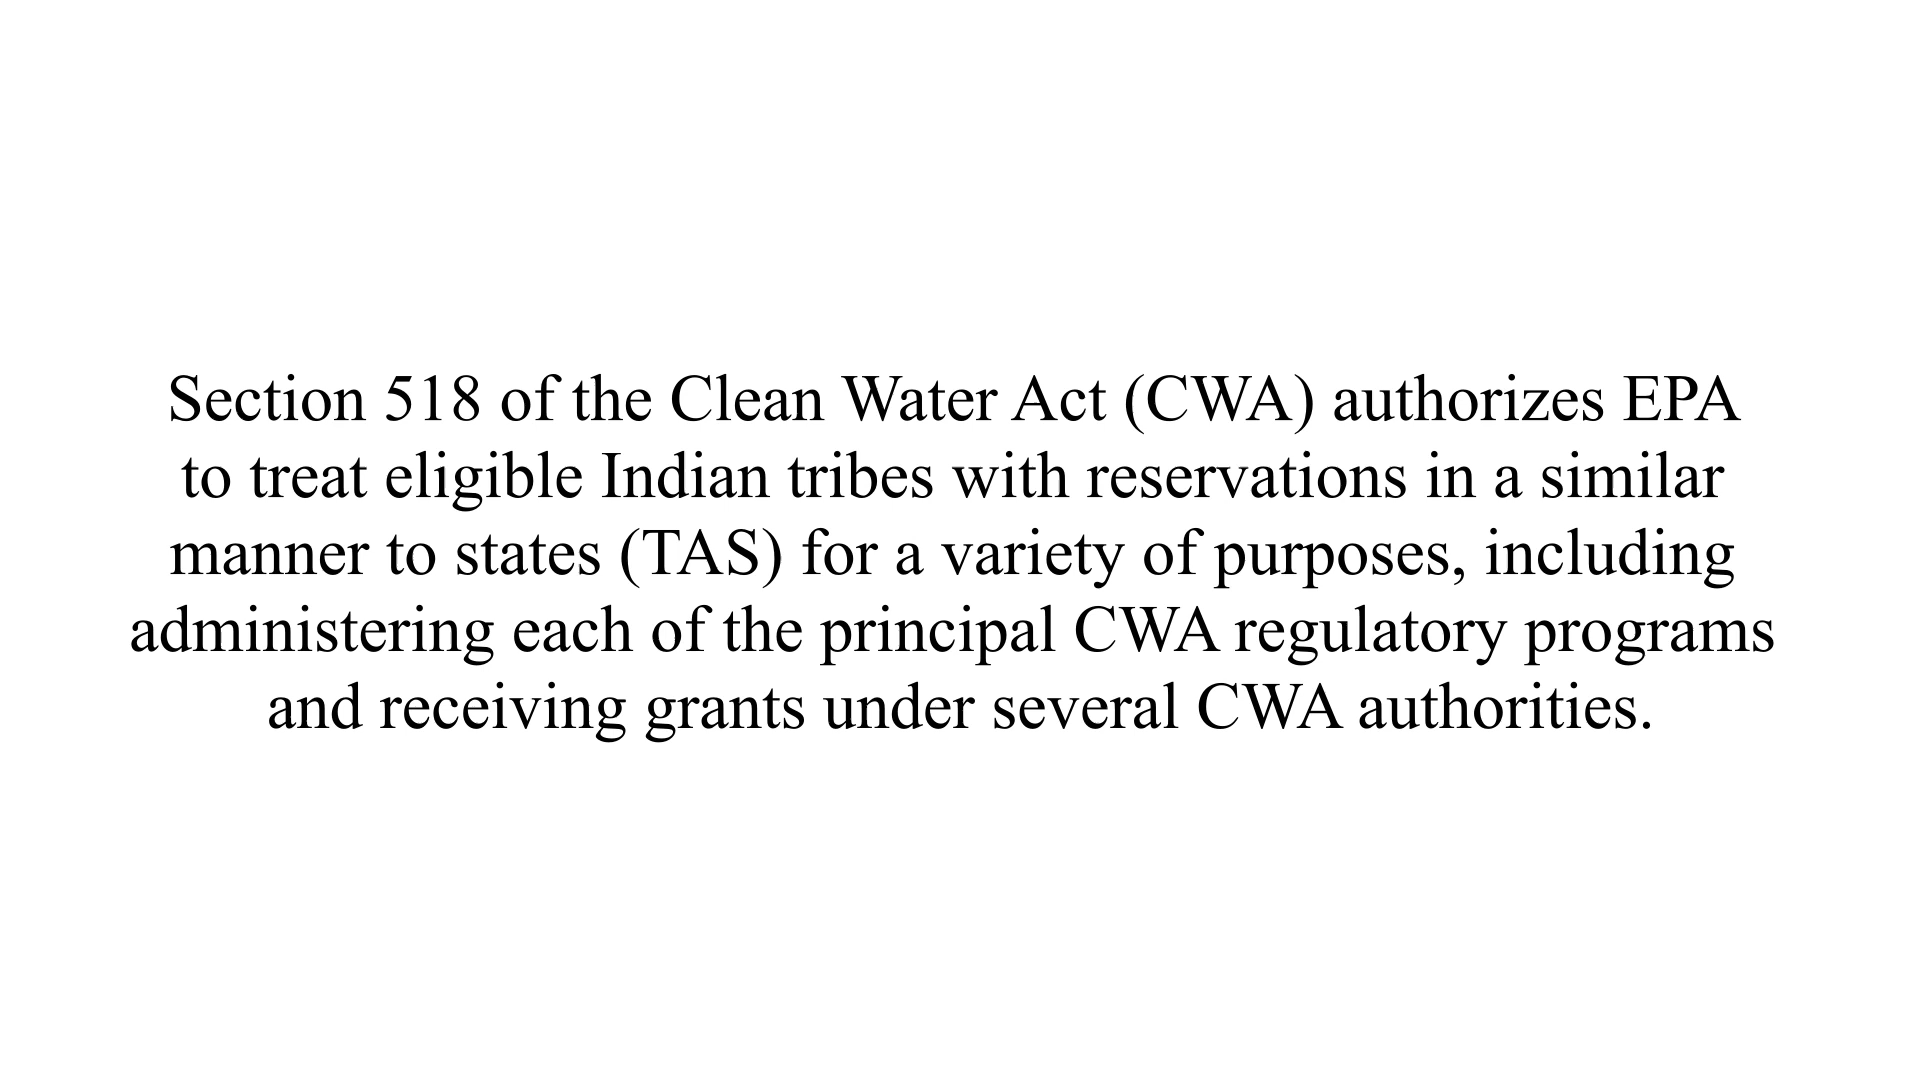 Section 518 of the Clean Water Act (CWA) authorizes EPA
to treat eligible Indian tribes with reservations in a similar
manner to states (TAS) for a variety of purposes, including
administering each of the principal CWA regulatory programs
and receiving grants under several CWA authorities.